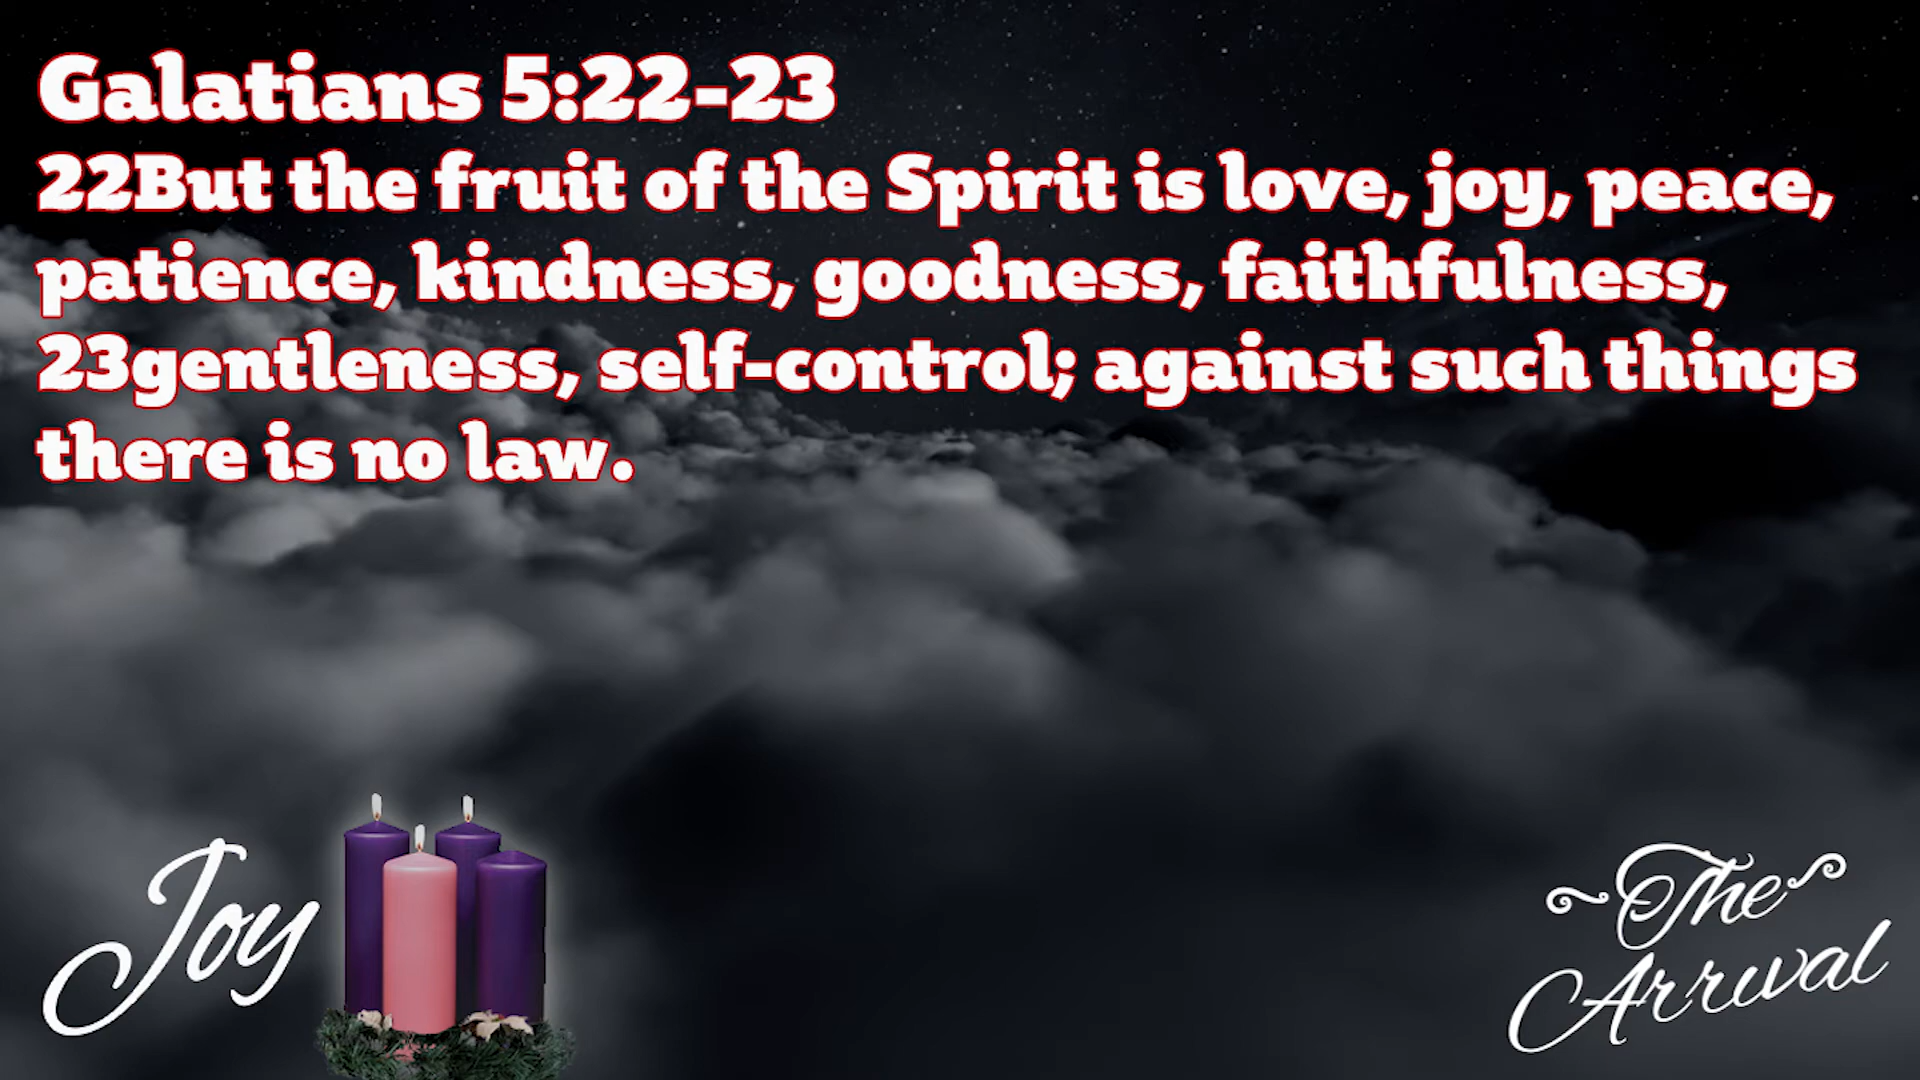 Galatians 5:22-23
22But the fruit of the Spirit is love, joy, peace,
patience, kindness, goodness, faithfulness,
23gentleness, self-control; against such things
there is no law.
Joy
The
Arrival